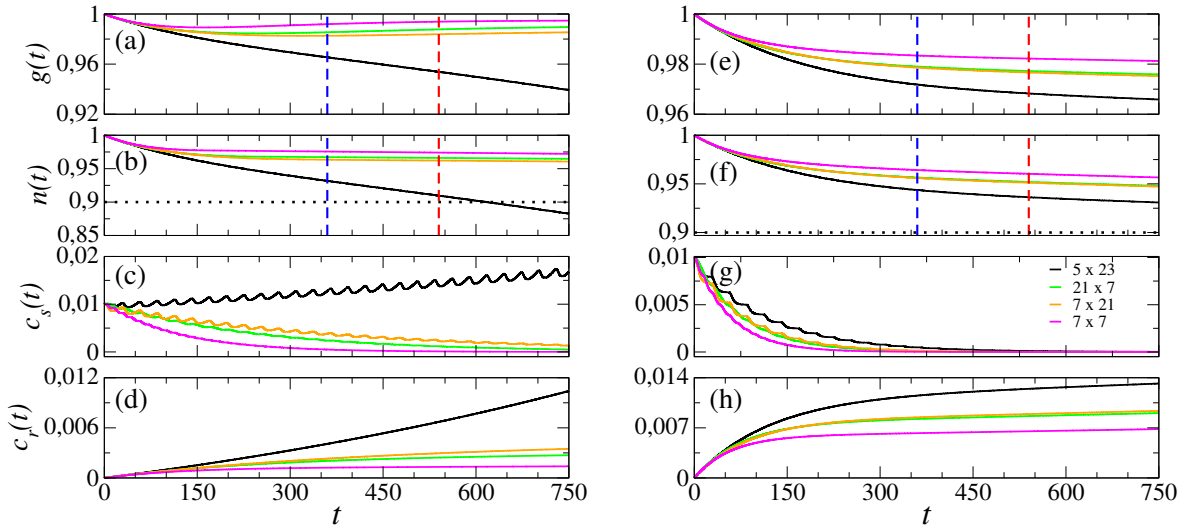 1
0,96
0,92
g(t)
(a)
1
0,95
0,9
0,85
n(t)
(b)
0,02
0,01
0
c_s(t)
(c)
0,012
0,006
0
c_r(t)
(d)
0 150 300 450 600 750
t
1
0,98
0,96
(e)
1
0,95
0,9
(f)
0,01
0,005
0
(g)
5 x 23
21 x 7
7 x 21
7 x 7
0,014
0,007
0
(h)
0 150 300 450 600 750
t